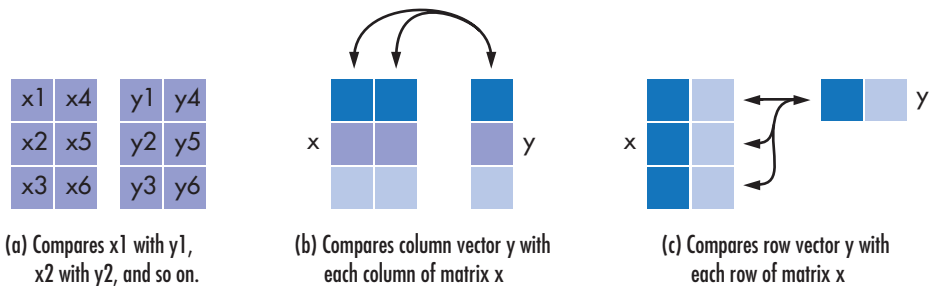 x1 x4 y1 y4
x2 x5 y2 y5
x3 x6 y3 y6
(a) Compares x1 with y1,
x2 with y2, and so on.
x y
(b) Compares column vector y with
each column of matrix x
y
x
(c) Compares row vector y with
each row of matrix x